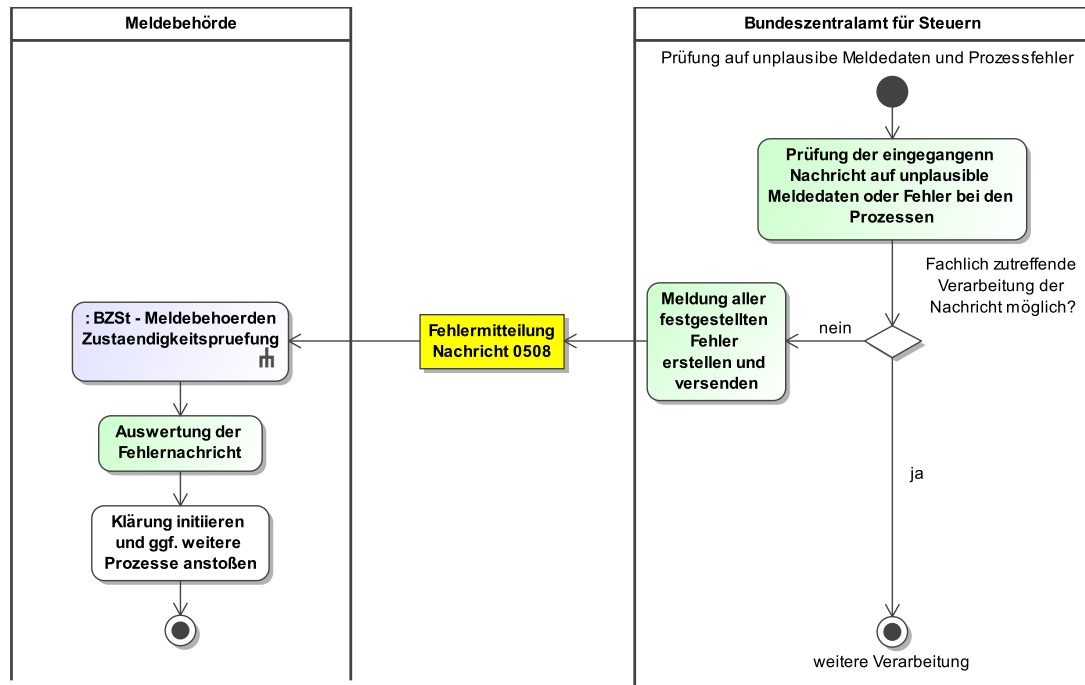 Meldebehörde
Bundeszentralamt für Steuern
Prüfung auf unplausibe Meldedaten und Prozessfehler
Prüfung der eingegangenn
Nachricht auf unplausible
Meldedaten oder Fehler bei den
Prozessen
Fachlich zutreffende
Verarbeitung der
Nachricht möglich?
nein
Meldung aller
festgestellten
Fehler
erstellen und
versenden
Fehlermitteilung
Nachricht 0508
: BZSt - Meldebehoerden
Zustaendigkeitspruefung
Auswertung der
Fehlernachricht
Klärung initiieren
und ggf. weitere
Prozesse anstoßen
ja
weitere Verarbeitung